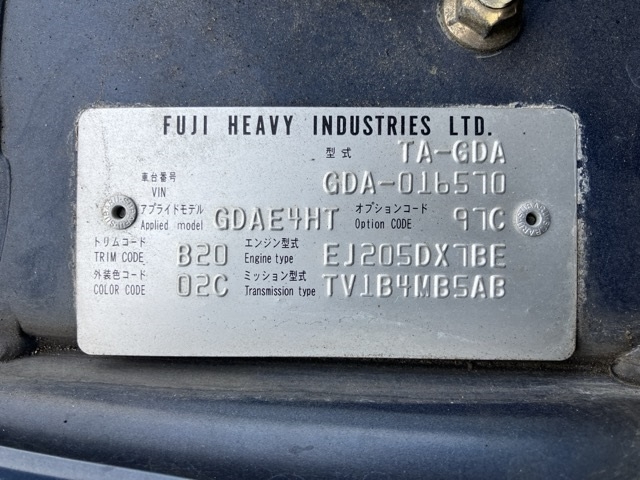 FUJI HEAVY INDUSTRIES LTD.
型式 TA-GDA
車台番号 VIN GDA-016570
アプライドモデル Applied model GDAE4HT オプションコード Option CODE 97C
トリムコード TRIM CODE B20 エンジン型式 Engine type EJ205DX7BE
外装色コード COLOR CODE 02C ミッション型式 Transmission type TV1B4MB5AB